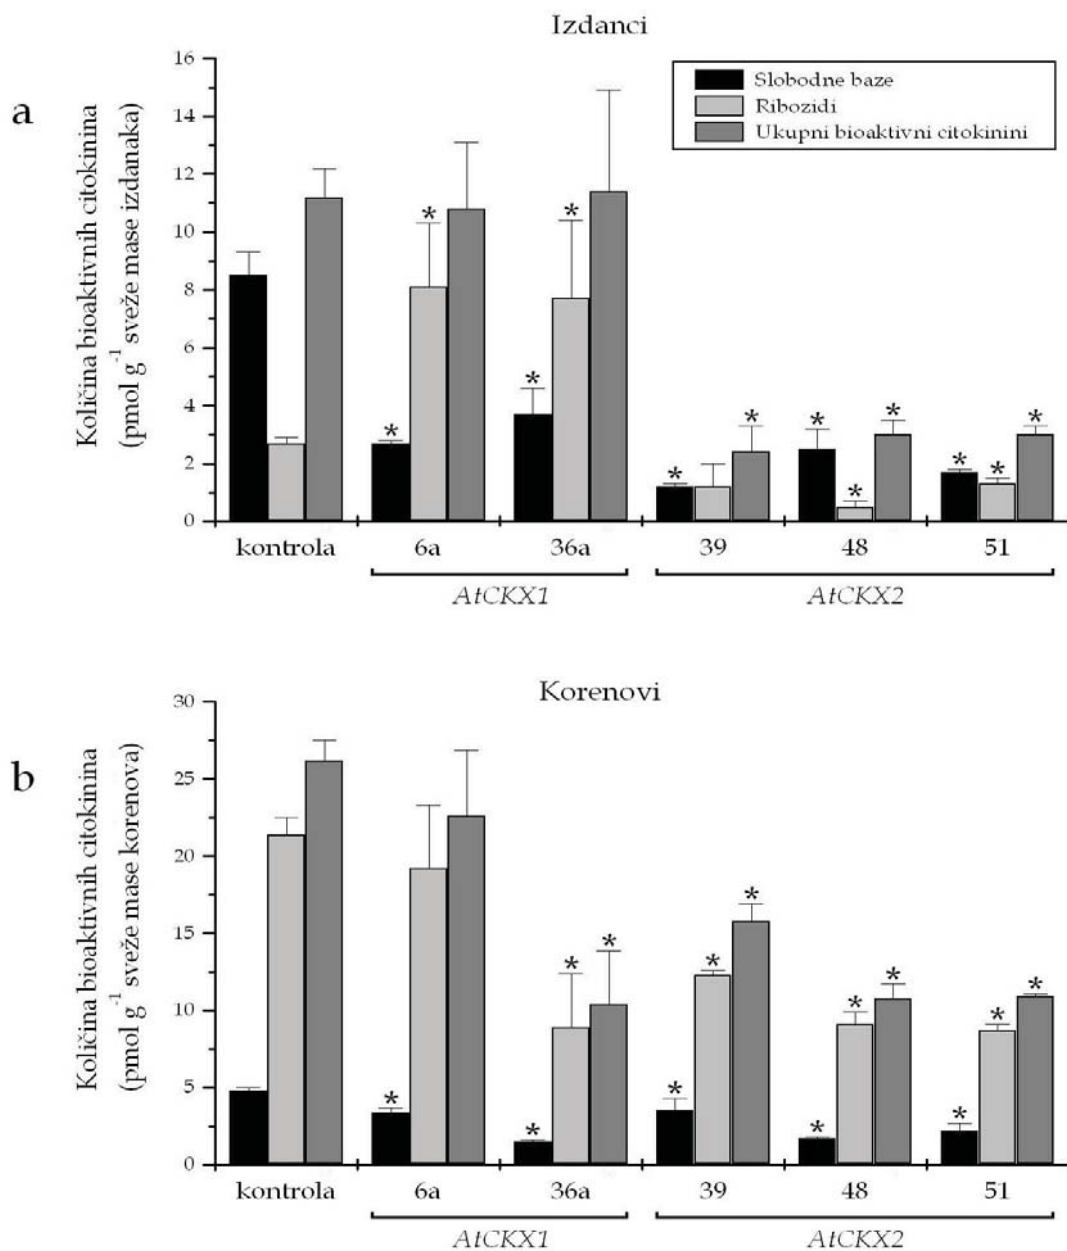 Izdanci
a
Količina bioaktivnih citokinina
(pmol g⁻¹ sveže mase izdanaka)
16
14
12
10
8
6
4
2
0
Slobodne baze
Ribozidi
Ukupni bioaktivni citokinini
* * * * * * * * * * * *
kontrola 6a 36a 39 48 51
AtCKX1 AtCKX2
Korenovi
b
Količina bioaktivnih citokinina
(pmol g⁻¹ sveže mase korenova)
30
25
20
15
10
5
0
* * * * * * * * * * * * *
kontrola 6a 36a 39 48 51
AtCKX1 AtCKX2